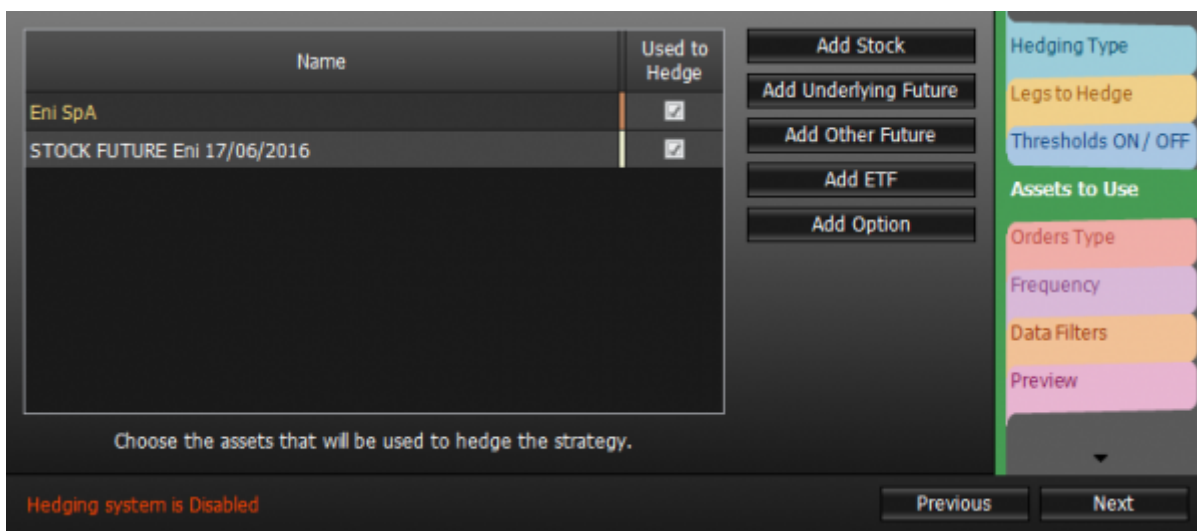 Name
Used to
Hedge
Eni SpA
STOCK FUTURE Eni 17/06/2016
Add Stock
Add Underlying Future
Add Other Future
Add ETF
Add Option
Choose the assets that will be used to hedge the strategy.
Hedging Type
Legs to Hedge
Thresholds ON / OFF
Assets to Use
Orders Type
Frequency
Data Filters
Preview
Hedging system is Disabled
Previous
Next